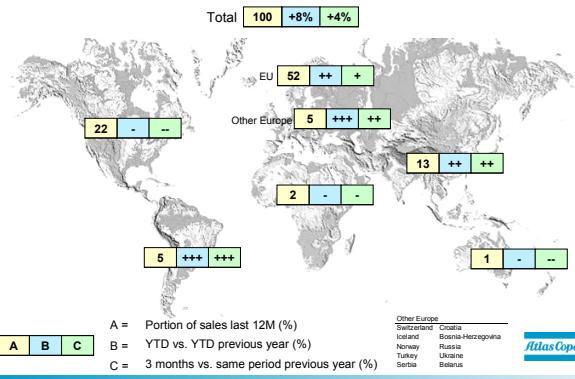 Total 100 +8% +4%
EU 52 ++ +
Other Europe 5 +++ ++
22 - --
13 ++ ++
2 - -
5 +++ +++
1 - --
A = Portion of sales last 12M (%)
B = YTD vs. YTD previous year (%)
C = 3 months vs. same period previous year (%)
A B C
Other Europe
Switzerland Croatia
Iceland Bosnia-Herzegovina
Norway Russia
Turkey Ukraine
Serbia Belarus
Atlas Cop